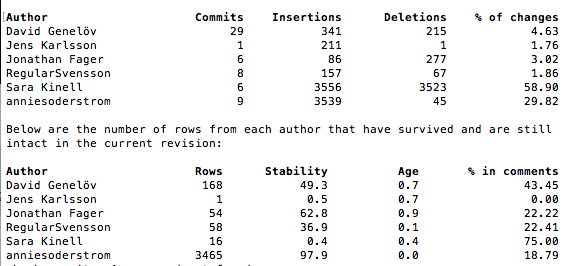 Author Commits Insertions Deletions % of changes
David Genelöv 29 341 215 4.63
Jens Karlsson 1 211 1 1.76
Jonathan Fager 6 86 277 3.02
RegularSvensson 8 157 67 1.86
Sara Kinell 6 3556 3523 58.90
anniesoderstrom 9 3539 45 29.82
Below are the number of rows from each author that have survived and are still
intact in the current revision:
Author Rows Stability Age % in comments
David Genelöv 168 49.3 0.7 43.45
Jens Karlsson 1 0.5 0.7 0.00
Jonathan Fager 54 62.8 0.9 22.22
RegularSvensson 58 36.9 0.1 22.41
Sara Kinell 16 0.4 0.4 75.00
anniesoderstrom 3465 97.9 0.0 18.79